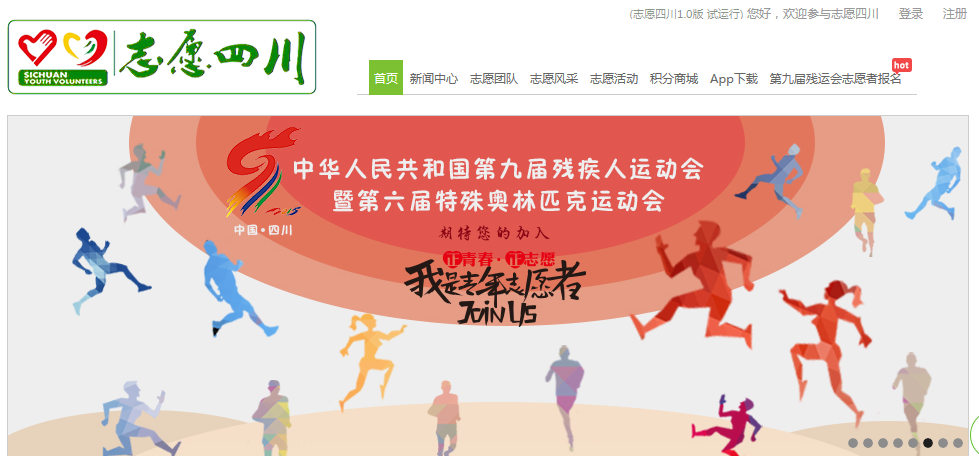 (志愿四川1.0版 试运行) 您好，欢迎参与志愿四川 登录 注册
SICHUAN
YOUTH VOLUNTEERS
志愿四川
首页 新闻中心 志愿团队 志愿风采 志愿活动 积分商城 App下载 第九届残运会志愿者报名 hot
中华人民共和国第九届残疾人运动会
暨第六届特殊奥林匹克运动会
中国·四川
期待您的加入
正青春·正志愿
我是青年志愿者
JOIN US